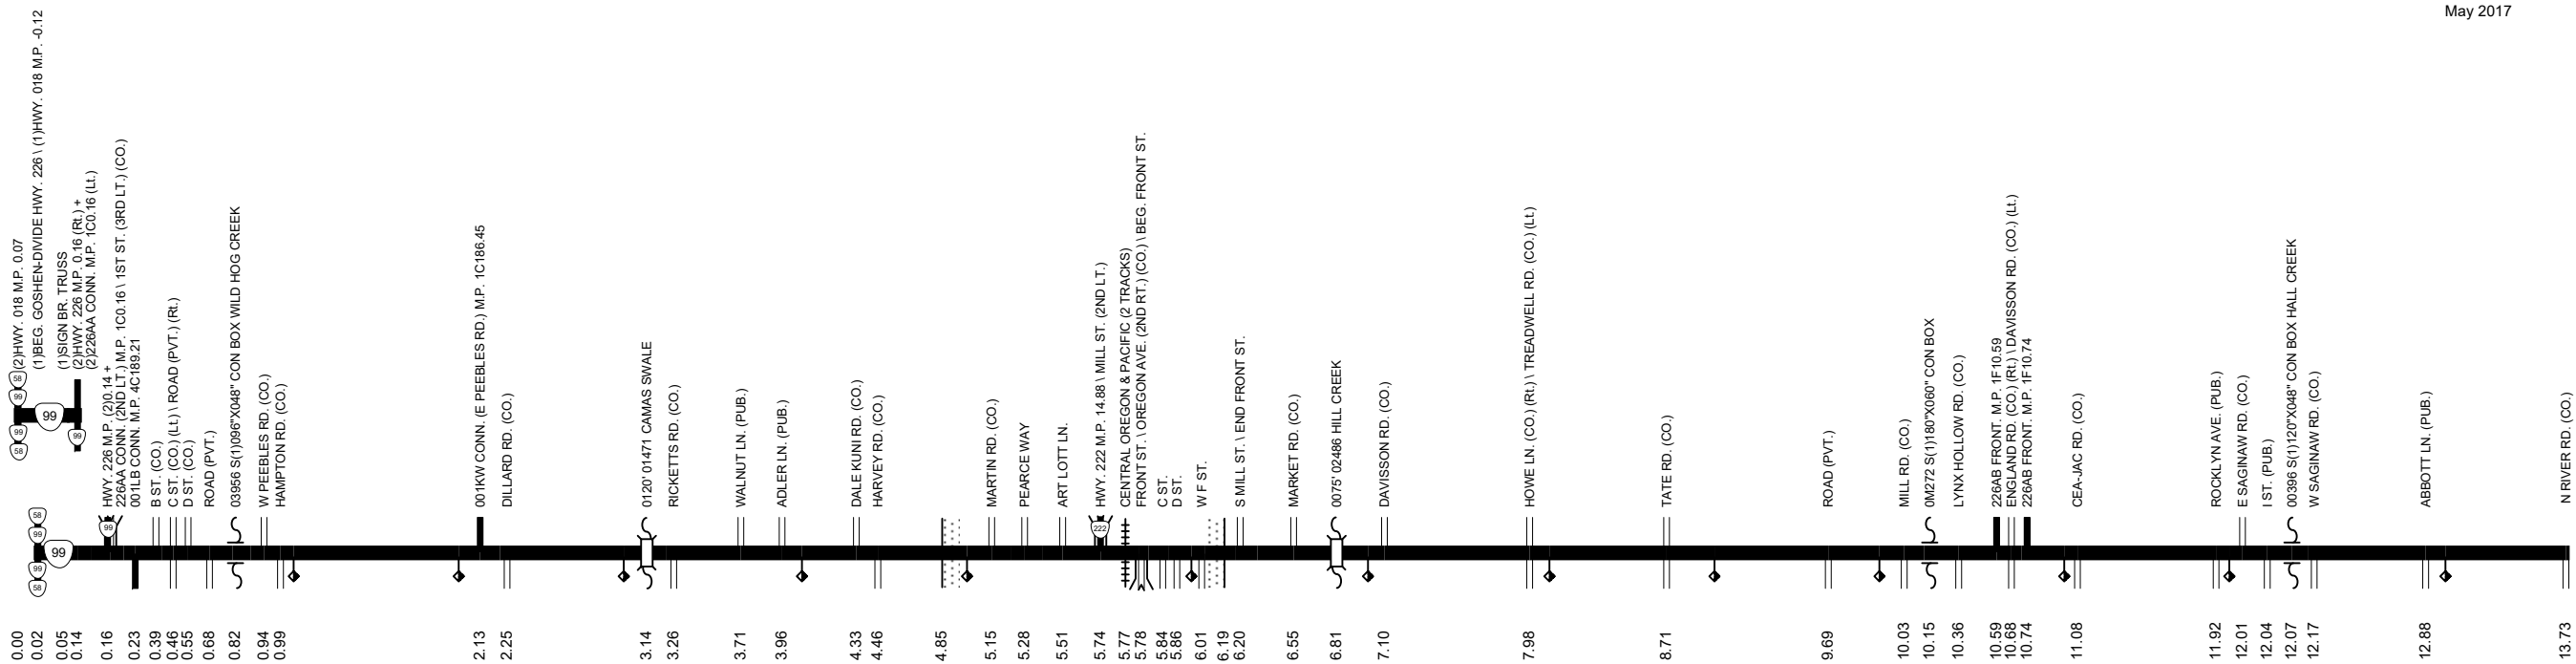 May 2017
(2)HWY. 018 M.P. 0.07
(1)BEG. GOSHEN-DIVIDE HWY. 226 \ (1)HWY. 018 M.P. -0.12
(1)SIGN BR. TRUSS
(2)HWY. 226 M.P. 0.16 (Rt.) +
(2)226AA CONN. M.P. 1C0.16 (Lt.)
58
99
99
99
58
99
HWY. 226 M.P. (2)0.14 +
226AA CONN. (2ND LT.) M.P. 1C0.16 \ 1ST ST. (3RD LT.) (CO.)
001LB CONN. M.P. 4C189.21
B ST. (CO.)
C ST. (CO.) (Lt.) \ ROAD (PVT.) (Rt.)
D ST. (CO.)
ROAD (PVT.)
03956 S(1)096"X048" CON BOX WILD HOG CREEK
W PEEBLES RD. (CO.)
HAMPTON RD. (CO.)
001KW CONN. (E PEEBLES RD.) M.P. 1C186.45
DILLARD RD. (CO.)
0120' 01471 CAMAS SWALE
RICKETTS RD. (CO.)
WALNUT LN. (PUB.)
ADLER LN. (PUB.)
DALE KUNI RD. (CO.)
HARVEY RD. (CO.)
MARTIN RD. (CO.)
PEARCE WAY
ART LOTT LN.
HWY. 222 M.P. 14.88 \ MILL ST. (2ND LT.)
CENTRAL OREGON & PACIFIC (2 TRACKS)
FRONT ST. \ OREGON AVE. (2ND RT.) (CO.) \ BEG. FRONT ST.
C ST.
D ST.
W F ST.
S MILL ST. \ END FRONT ST.
MARKET RD. (CO.)
0075' 02486 HILL CREEK
DAVISSON RD. (CO.)
HOWE LN. (CO.) (Rt.) \ TREADWELL RD. (CO.) (Lt.)
TATE RD. (CO.)
ROAD (PVT.)
MILL RD. (CO.)
0M272 S(1)180"X060" CON BOX
LYNX HOLLOW RD. (CO.)
226AB FRONT. M.P. 1F10.59
ENGLAND RD. (CO.) (Rt.) \ DAVISSON RD. (CO.) (Lt.)
226AB FRONT. M.P. 1F10.74
CEA-JAC RD. (CO.)
ROCKLYN AVE. (PUB.)
E SAGINAW RD. (CO.)
I ST. (PUB.)
00396 S(1)120"X048" CON BOX HALL CREEK
W SAGINAW RD. (CO.)
ABBOTT LN. (PUB.)
N RIVER RD. (CO.)
58
99
99
99
58
99
222
0.00
0.02
0.05
0.14
0.16
0.23
0.39
0.46
0.55
0.68
0.82
0.94
0.99
2.13
2.25
3.14
3.26
3.71
3.96
4.33
4.46
4.85
5.15
5.28
5.51
5.74
5.77
5.78
5.84
5.86
6.01
6.19
6.20
6.55
6.81
7.10
7.98
8.71
9.69
10.03
10.15
10.36
10.59
10.68
10.74
11.08
11.92
12.01
12.04
12.07
12.17
12.88
13.73